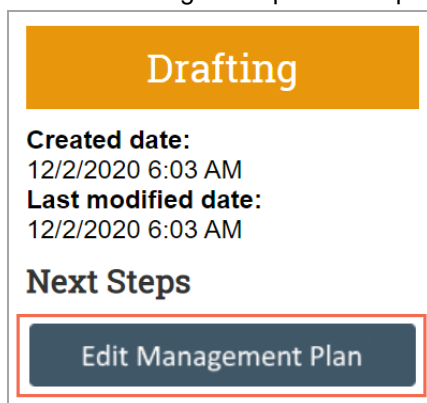 Drafting
Created date:
12/2/2020 6:03 AM
Last modified date:
12/2/2020 6:03 AM
Next Steps
Edit Management Plan